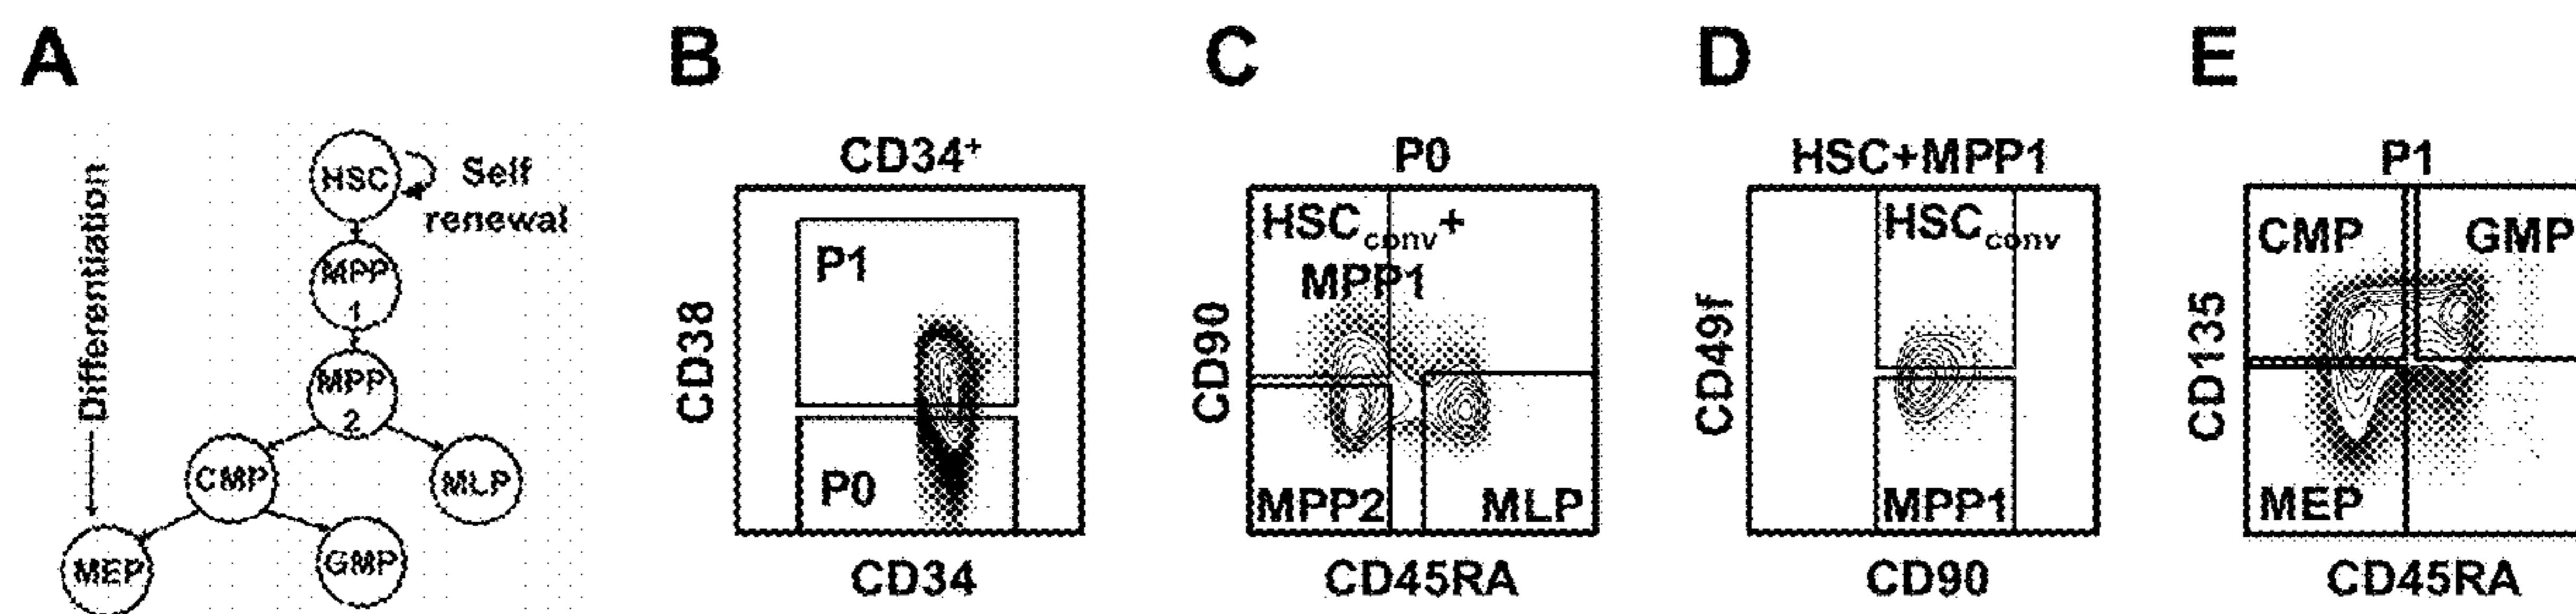 A
Differentiation
HSC
Self
renewal
MPP
1
MPP
2
CMP
MLP
MEP
GMP
B
CD34+
CD38
P1
P0
CD34
C
P0
CD90
HSCconv+
MPP1
MPP2
MLP
CD45RA
D
HSC+MPP1
CD49f
HSCconv
MPP1
CD90
E
P1
CD135
CMP
GMP
MEP
CD45RA